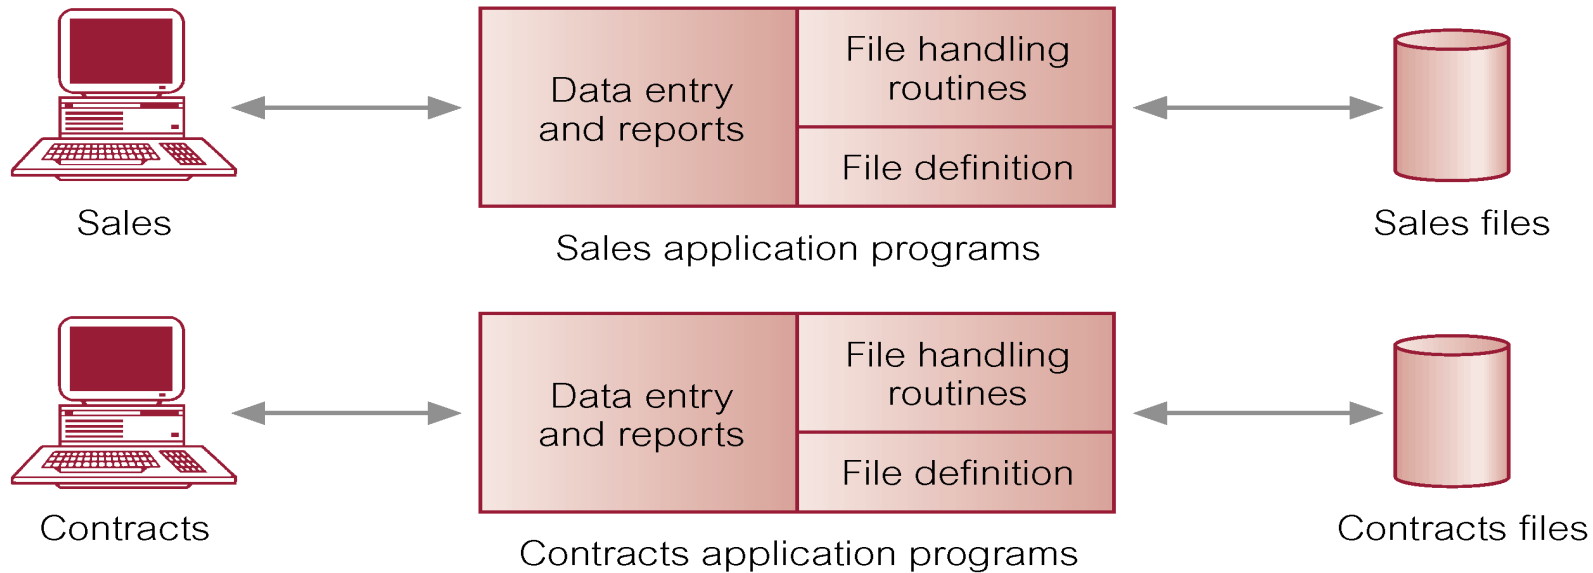 File handling
routines
Data entry
and reports
File definition
Sales
Sales application programs
Sales files
File handling
routines
Data entry
and reports
File definition
Contracts
Contracts application programs
Contracts files